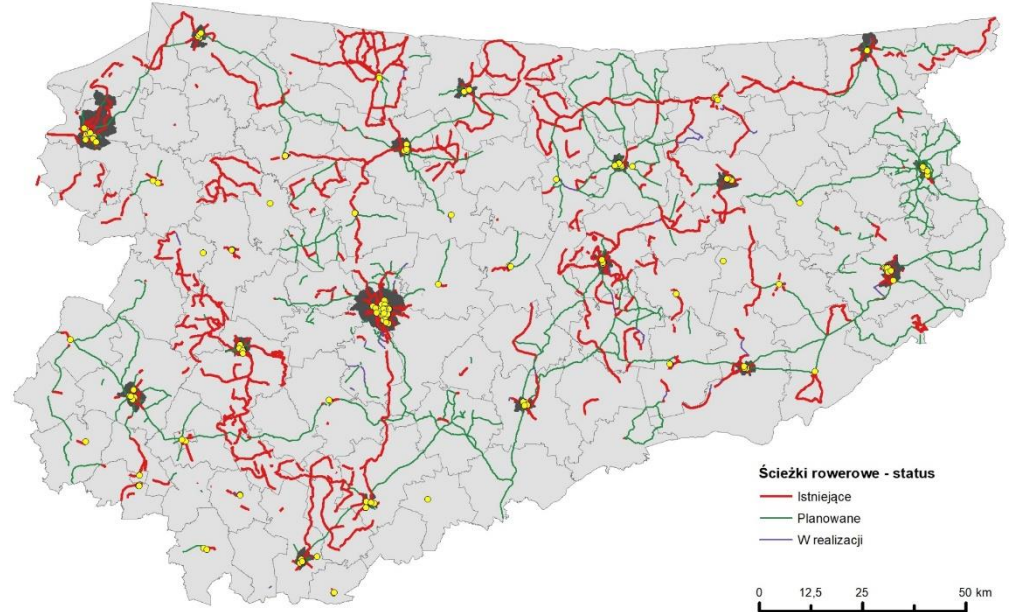 Ścieżki rowerowe - status
Istniejące
Planowane
W realizacji
0 12,5 25 50 km